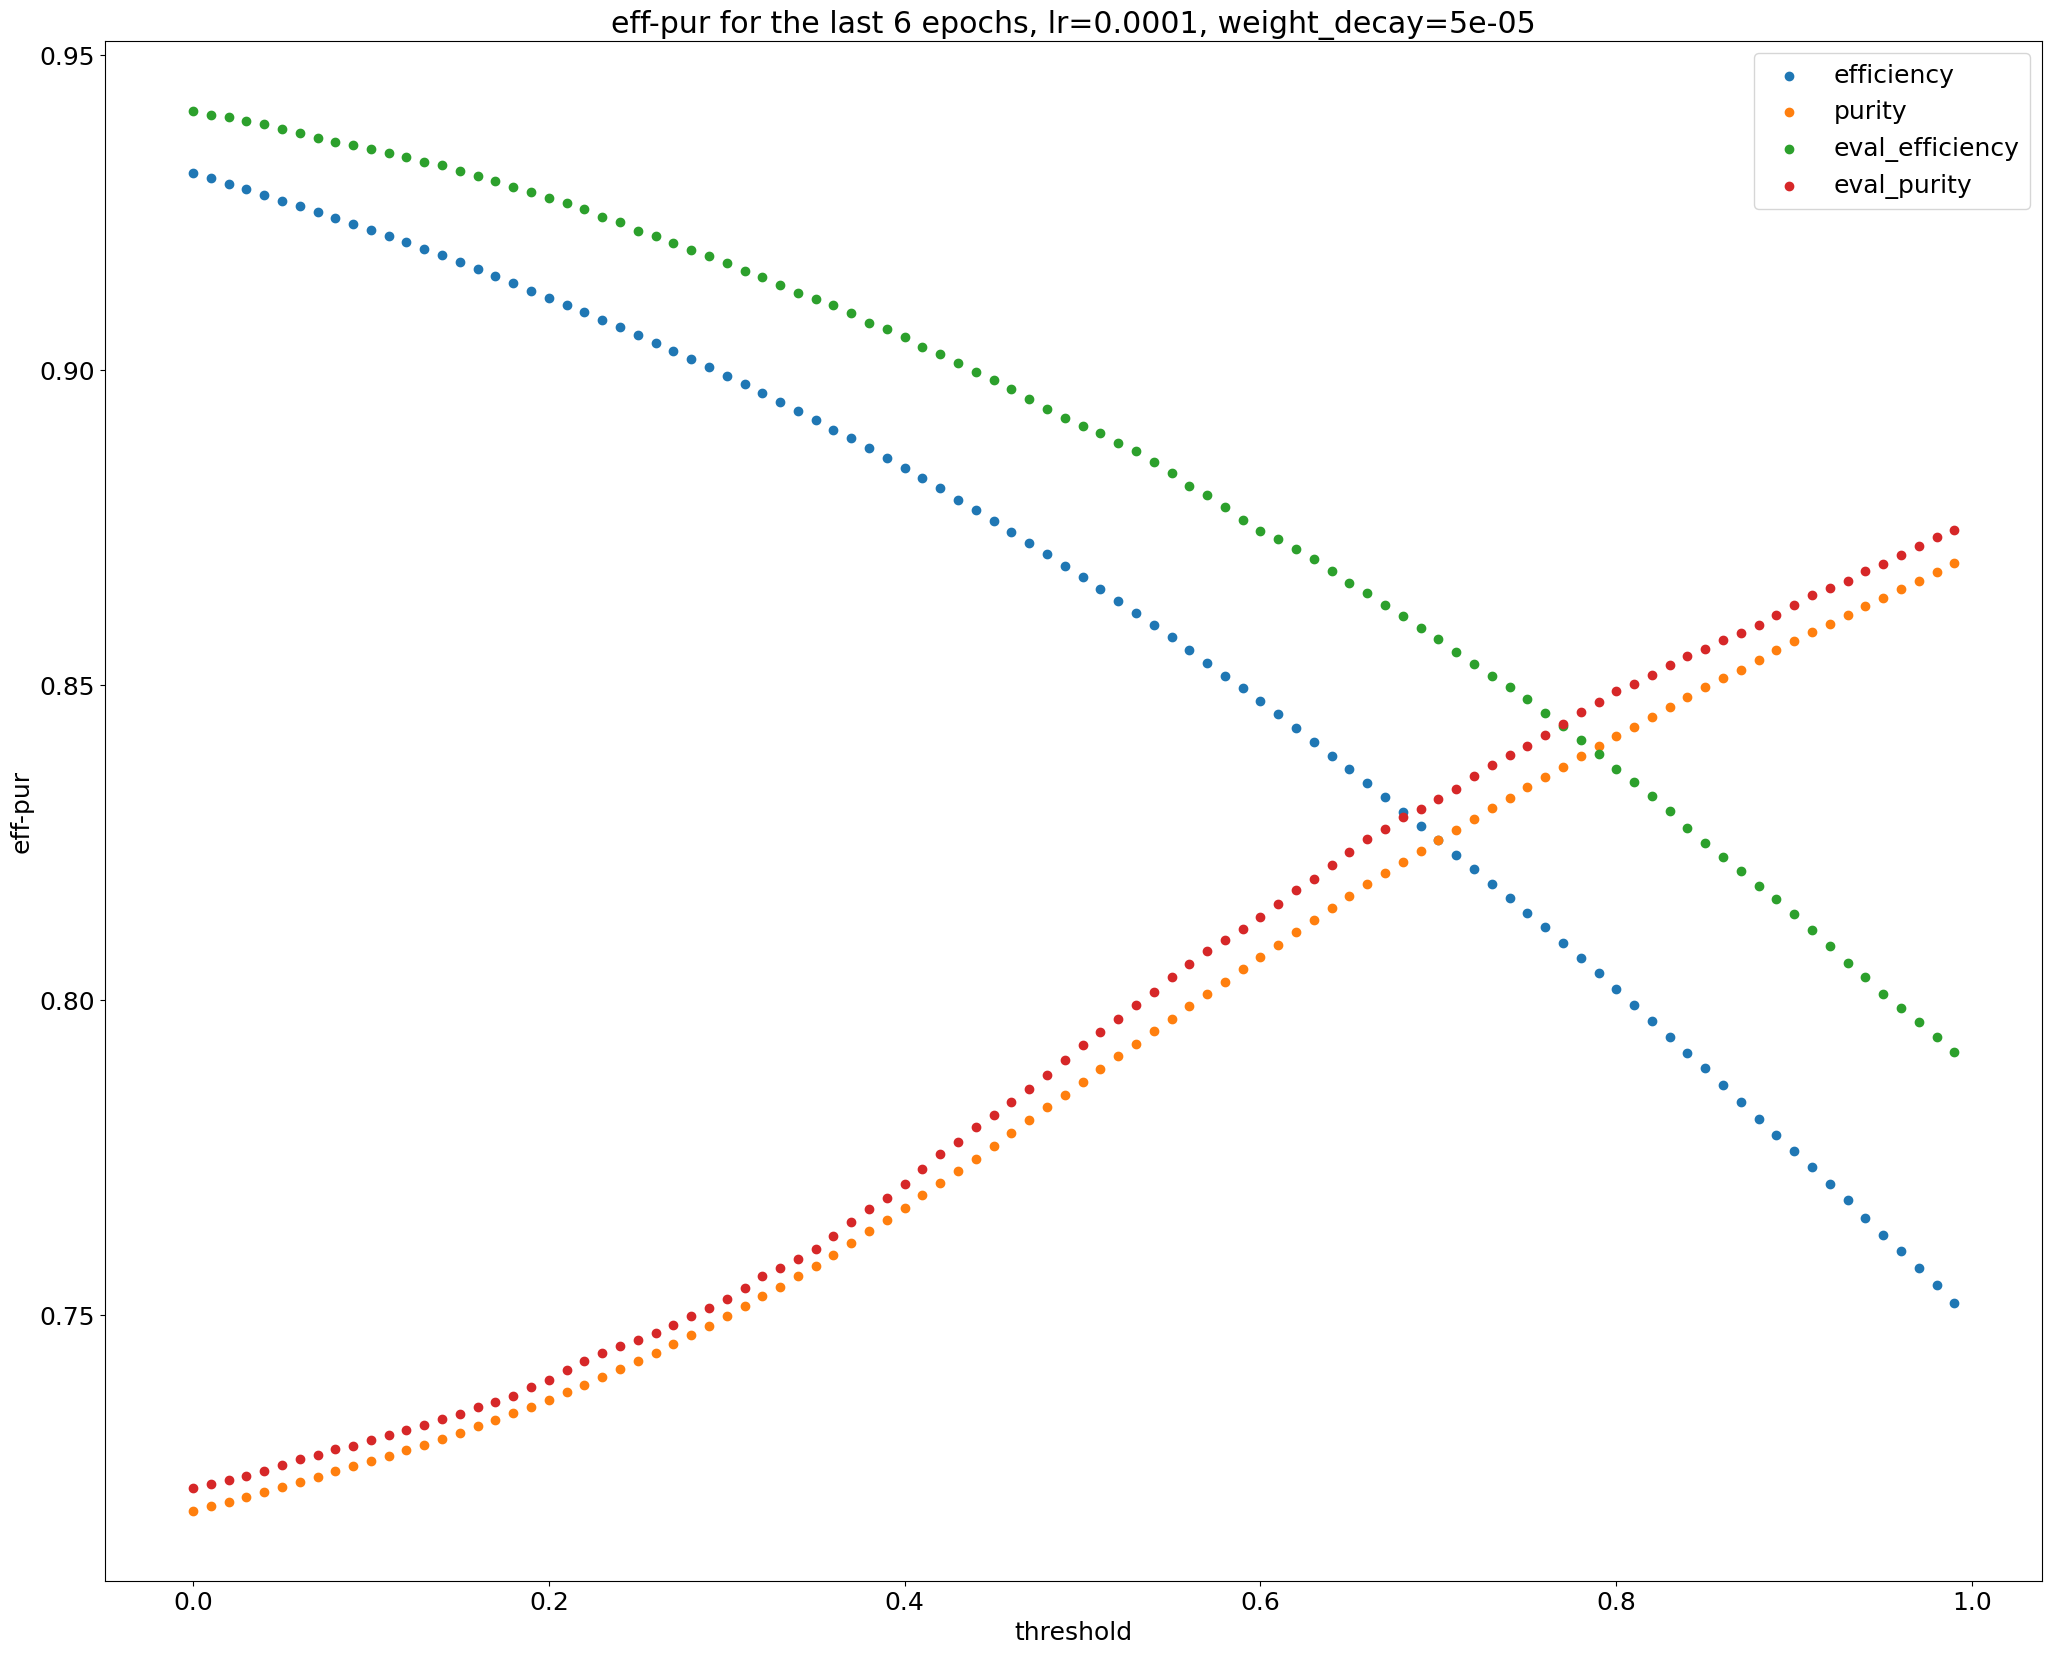 eff-pur for the last 6 epochs, lr=0.0001, weight_decay=5e-05
efficiency
purity
eval_efficiency
eval_purity
0.95
0.90
0.85
0.80
0.75
eff-pur
0.0 0.2 0.4 0.6 0.8 1.0
threshold